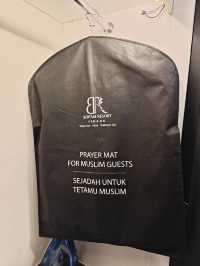 PRAYER MAT
FOR MUSLIM GUESTS
SEJADAH UNTUK
TETAMU MUSLIM